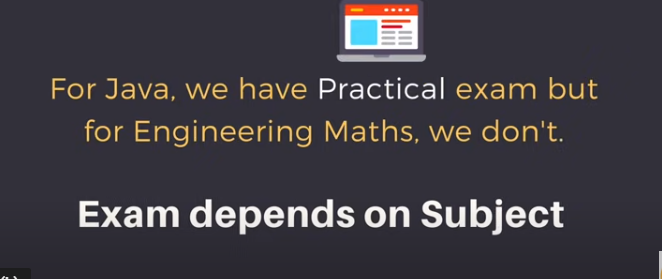 For Java, we have Practical exam but
for Engineering Maths, we don't.
Exam depends on Subject